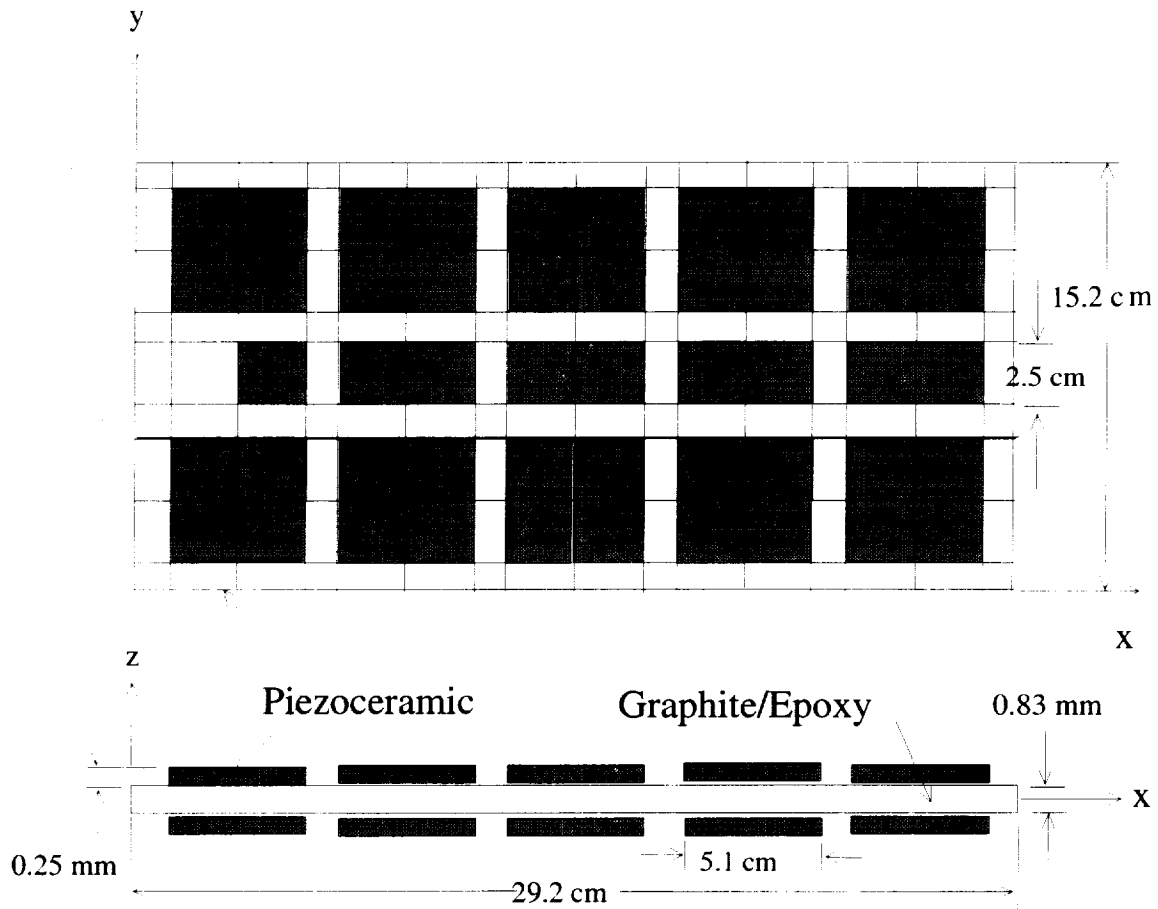 y
15.2 cm
2.5 cm
X
z
Piezoceramic
Graphite/Epoxy
0.83 mm
X
0.25 mm
5.1 cm
29.2 cm